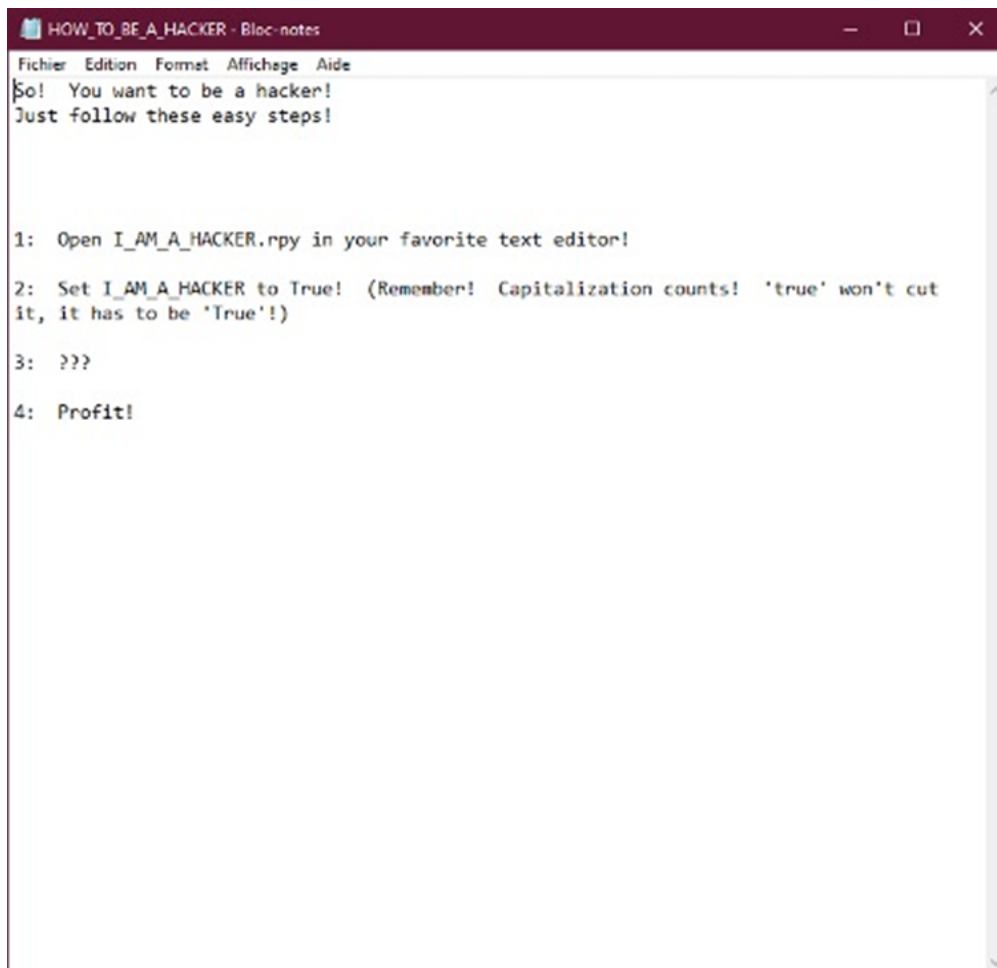 HOW_TO_BE_A_HACKER - Bloc-notes
Fichier Edition Format Affichage Aide
So!  You want to be a hacker!
Just follow these easy steps!
1:  Open I_AM_A_HACKER.rpy in your favorite text editor!
2:  Set I_AM_A_HACKER to True!  (Remember!  Capitalization counts!  'true' won't cut
it, it has to be 'True'!)
3:  ???
4:  Profit!